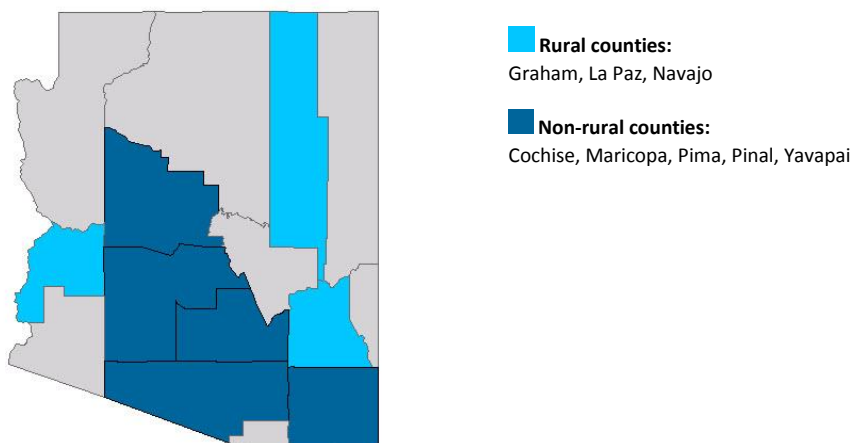 Rural counties:
Graham, La Paz, Navajo
Non-rural counties:
Cochise, Maricopa, Pima, Pinal, Yavapai